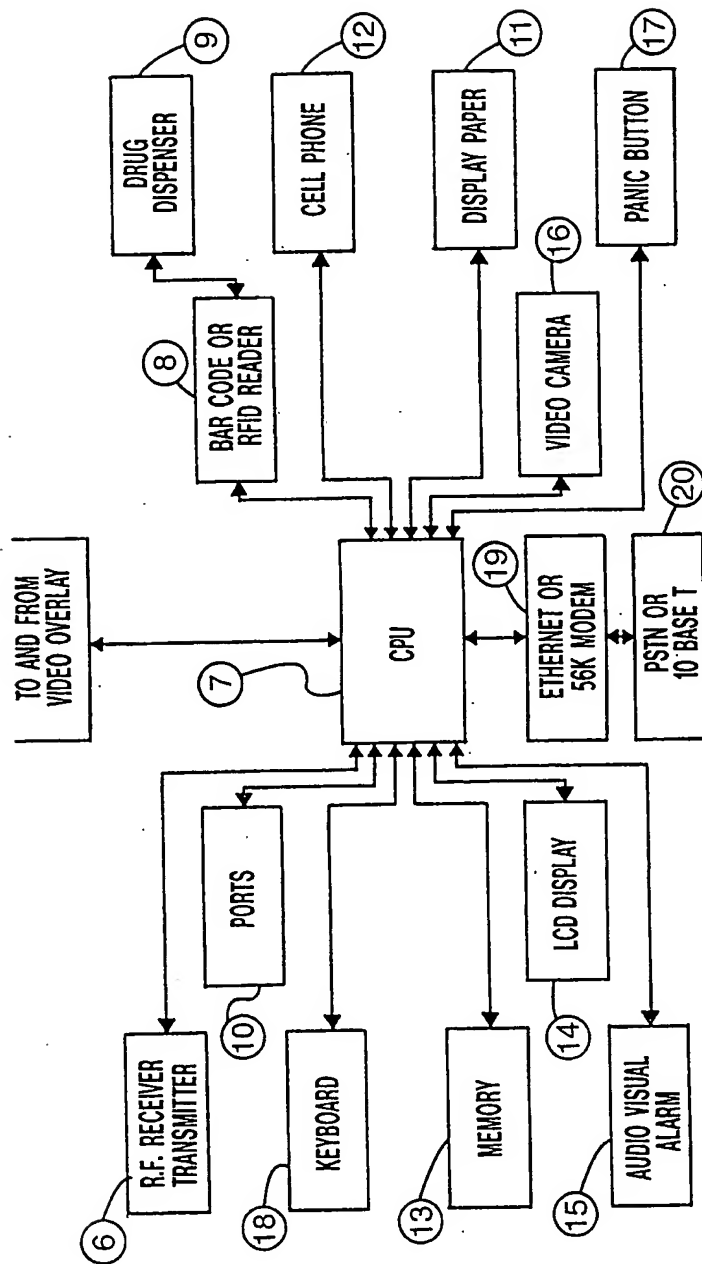 TO AND FROM
VIDEO OVERLAY
6
R.F. RECEIVER
TRANSMITTER
10
PORTS
18
KEYBOARD
13
MEMORY
14
LCD DISPLAY
15
AUDIO VISUAL
ALARM
7
CPU
19
ETHERNET OR
56K MODEM
20
PSTN OR
10 BASE T
8
BAR CODE OR
RFID READER
9
DRUG
DISPENSER
12
CELL PHONE
11
DISPLAY PAPER
16
VIDEO CAMERA
17
PANIC BUTTON